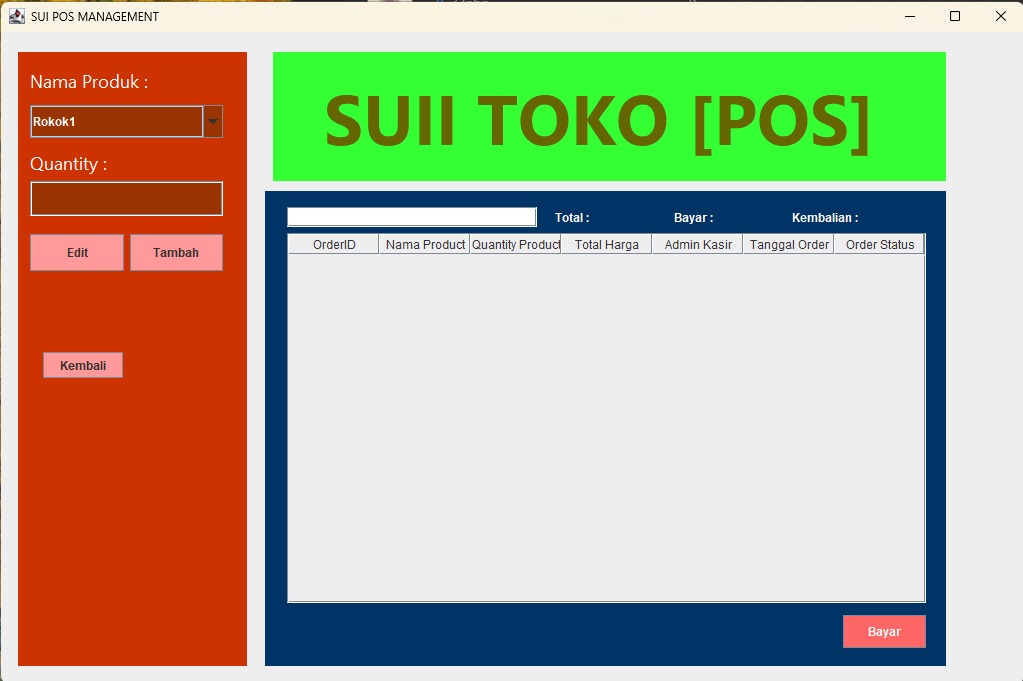 SUI POS MANAGEMENT
Nama Produk :
Rokok1
Quantity :
Edit Tambah
Kembali
SUII TOKO [POS]
Total : Bayar : Kembalian :
OrderID Nama Product Quantity Product Total Harga Admin Kasir Tanggal Order Order Status
Bayar